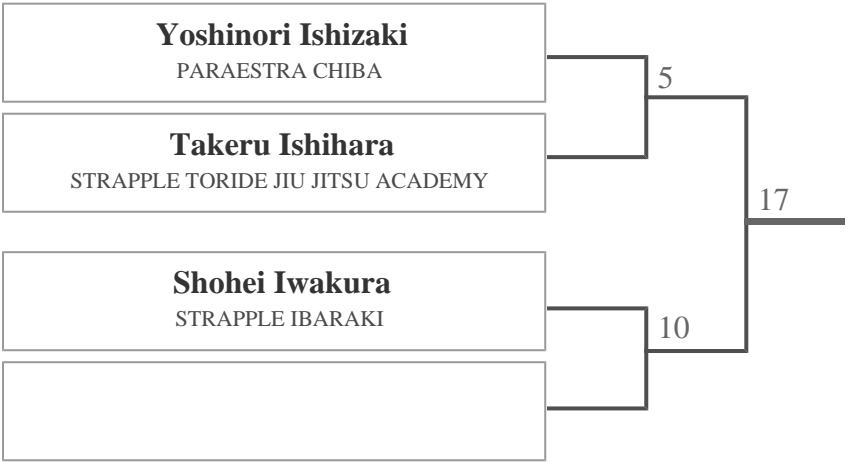 Yoshinori Ishizaki
PARAESTRA CHIBA
5
Takeru Ishihara
STRAPPLE TORIDE JIU JITSU ACADEMY
17
Shohei Iwakura
STRAPPLE IBARAKI
10